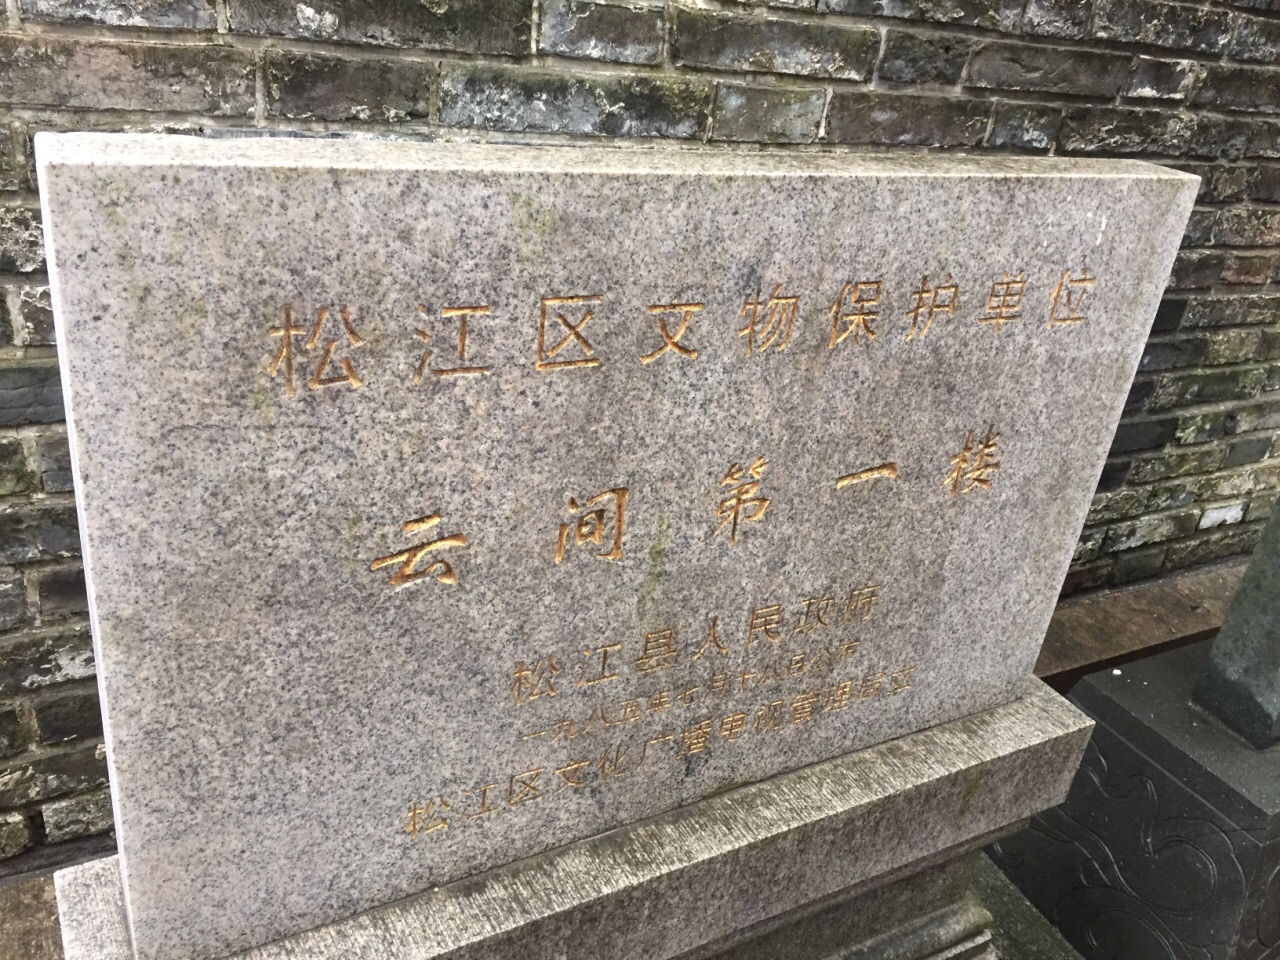 松江区文物保护单位
云间第一楼
松江县人民政府
一九八五年七月十八日公布
松江区文化广播电视管理局立